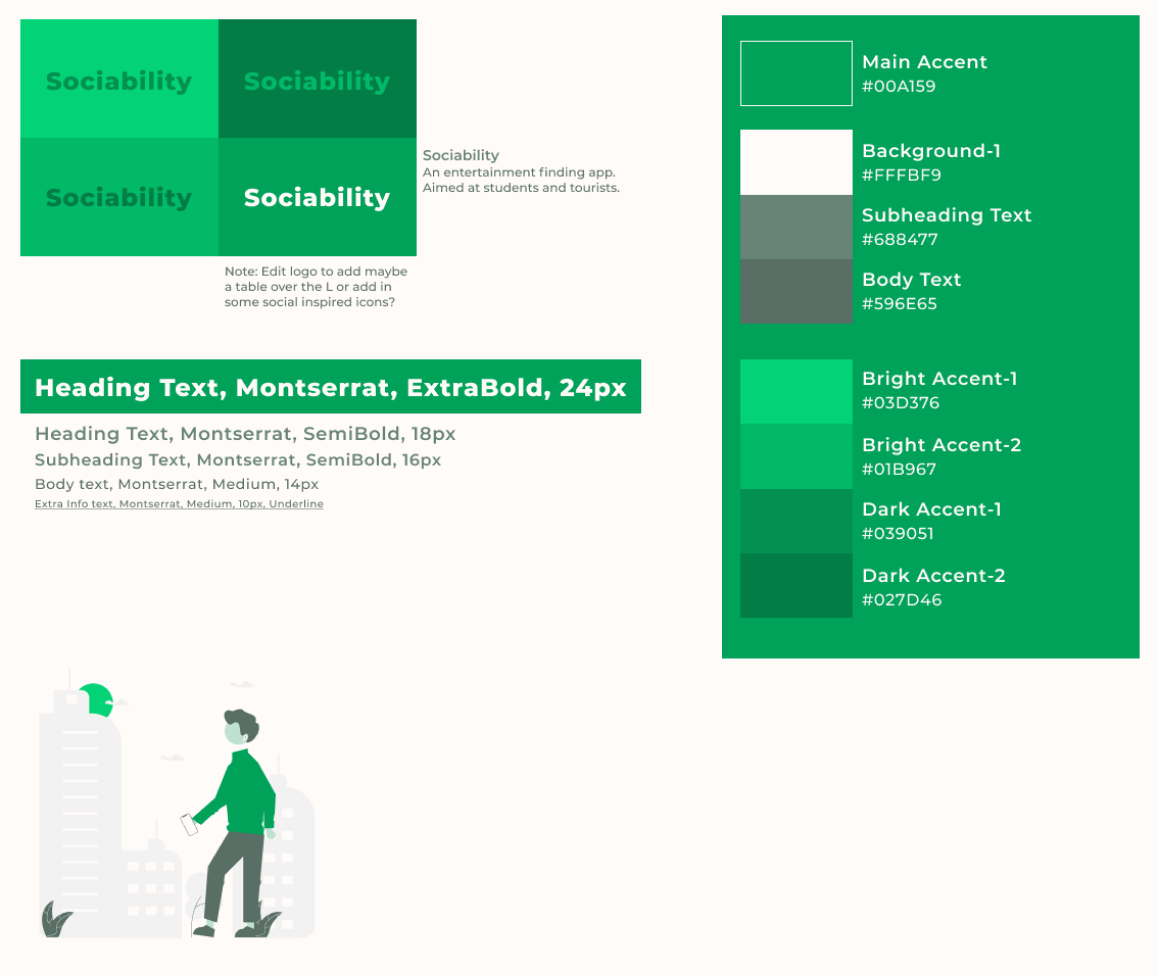 Sociability
Sociability
Sociability
Sociability
Sociability
An entertainment finding app.
Aimed at students and tourists.
Note: Edit logo to add maybe
a table over the L or add in
some social inspired icons?
Heading Text, Montserrat, ExtraBold, 24px
Heading Text, Montserrat, SemiBold, 18px
Subheading Text, Montserrat, SemiBold, 16px
Body text, Montserrat, Medium, 14px
Extra Info text, Montserrat, Medium, 10px, Underline
Main Accent
#00A159
Background-1
#FFFBF9
Subheading Text
#688477
Body Text
#596E65
Bright Accent-1
#03D376
Bright Accent-2
#01B967
Dark Accent-1
#039051
Dark Accent-2
#027D46